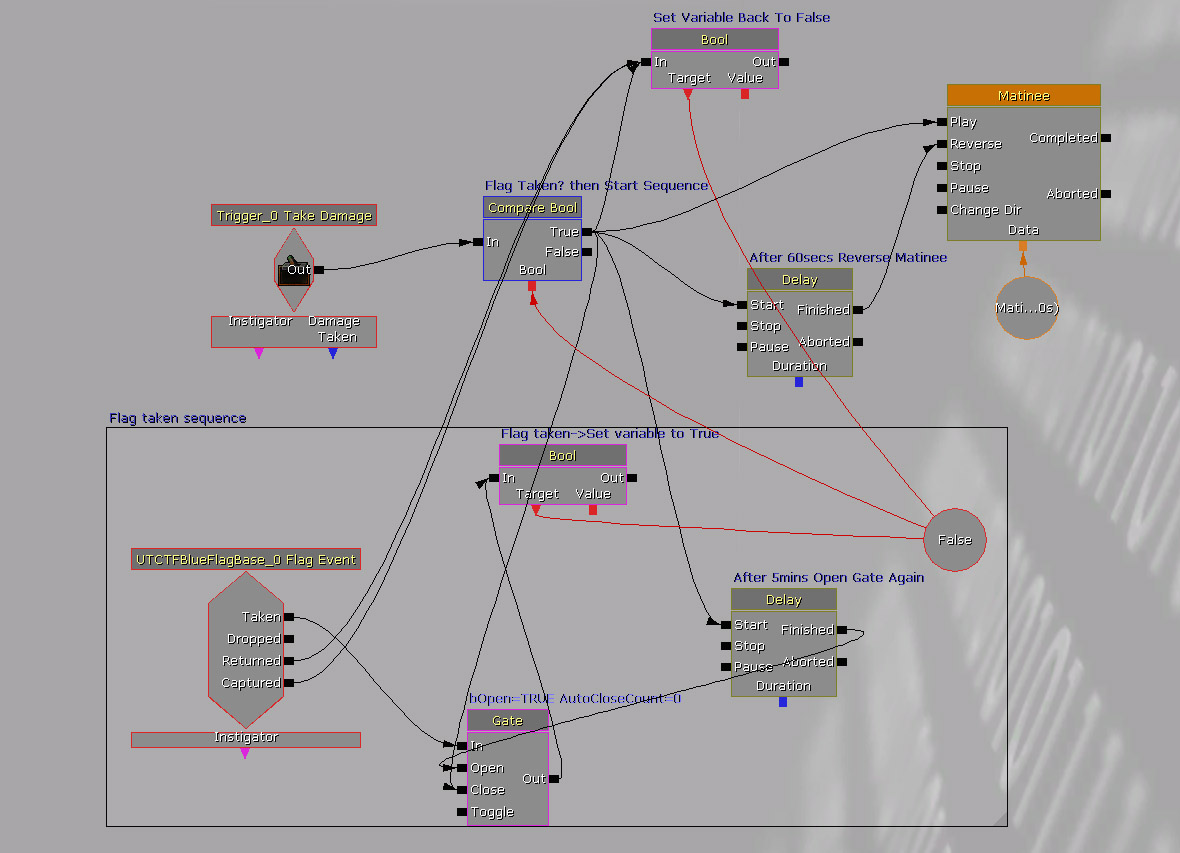 Set Variable Back To False
Bool
In
Out
Target
Value
Matinee
Play
Completed
Reverse
Stop
Pause
Aborted
Change Dir
Data
Mati...0s)
Flag Taken? then Start Sequence
Compare Bool
In
True
False
Bool
Trigger_0 Take Damage
Out
Instigator
Damage
Taken
After 60secs Reverse Matinee
Delay
Start
Finished
Stop
Aborted
Pause
Duration
Flag taken sequence
Flag taken->Set variable to True
Bool
In
Out
Target
Value
False
UTCTFBlueFlagBase_0 Flag Event
Taken
Dropped
Returned
Captured
Instigator
After 5mins Open Gate Again
Delay
Start
Finished
Stop
Aborted
Pause
Duration
bOpen=TRUE AutoCloseCount=0
Gate
In
Open
Out
Close
Toggle